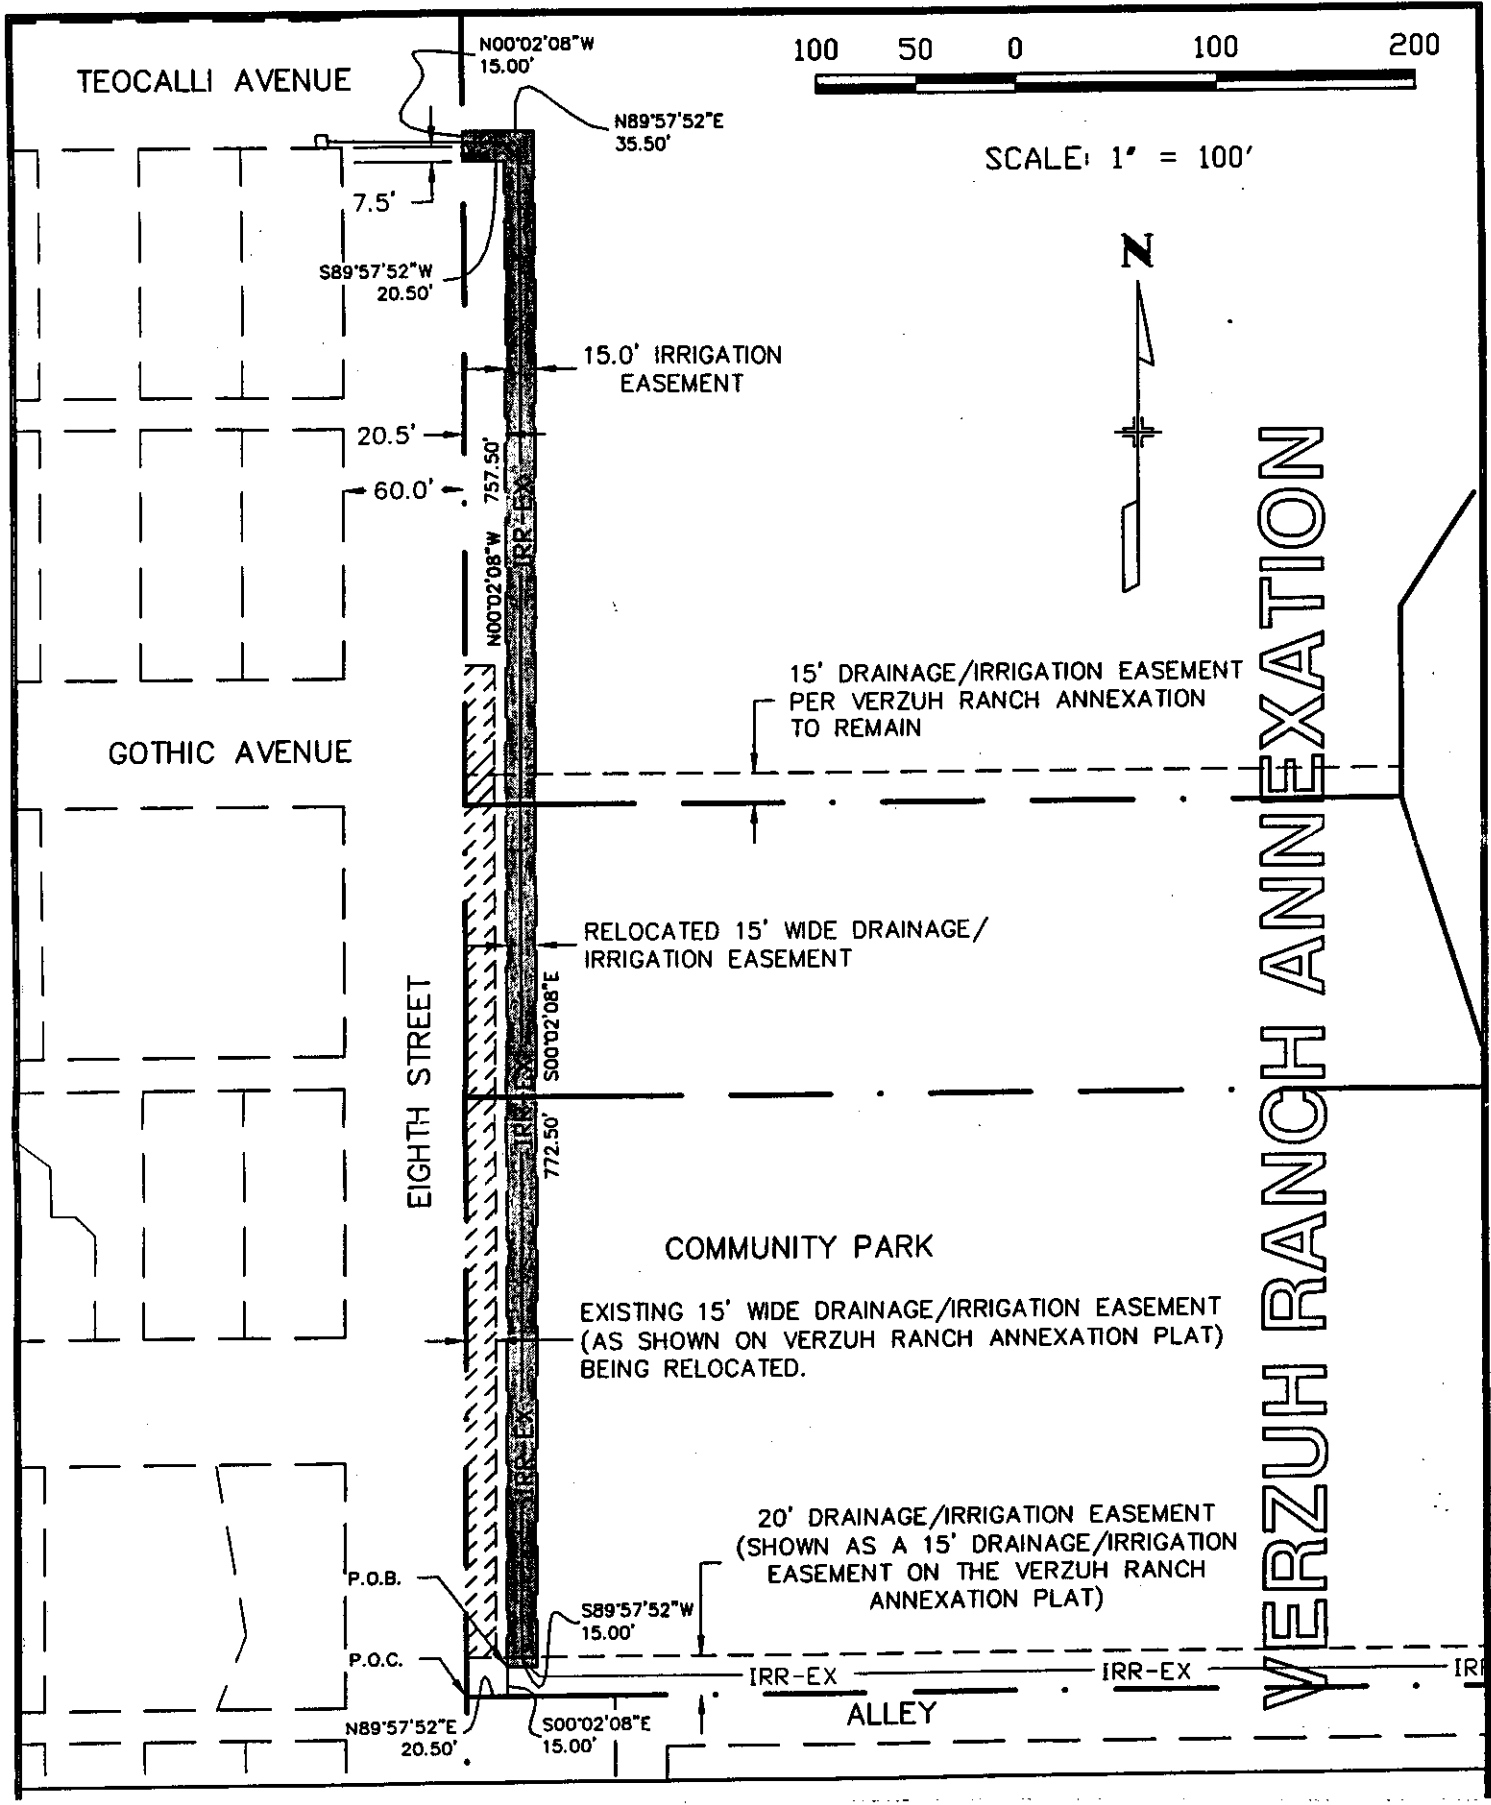 N00°02'08"W
15.00'
100 50 0 100 200
TEOCALLI AVENUE
N89°57'52"E
35.50'
SCALE: 1" = 100'
7.5'
N
S89°57'52"W
20.50'
15.0' IRRIGATION
EASEMENT
20.5'
60.0'
N00°02'08"W 757.50'
IRR-EX
15' DRAINAGE/IRRIGATION EASEMENT
PER VERZUH RANCH ANNEXATION
TO REMAIN
GOTHIC AVENUE
VERZUH RANCH ANNEXATION
RELOCATED 15' WIDE DRAINAGE/
IRRIGATION EASEMENT
EIGHTH STREET
772.50' S00°02'08"E
IRR-EX
COMMUNITY PARK
EXISTING 15' WIDE DRAINAGE/IRRIGATION EASEMENT
(AS SHOWN ON VERZUH RANCH ANNEXATION PLAT)
BEING RELOCATED.
IRR-EX
20' DRAINAGE/IRRIGATION EASEMENT
(SHOWN AS A 15' DRAINAGE/IRRIGATION
EASEMENT ON THE VERZUH RANCH
ANNEXATION PLAT)
P.O.B.
S89°57'52"W
15.00'
P.O.C.
IRR-EX IRR-EX IRR
ALLEY
N89°57'52"E
20.50'
S00°02'08"E
15.00'